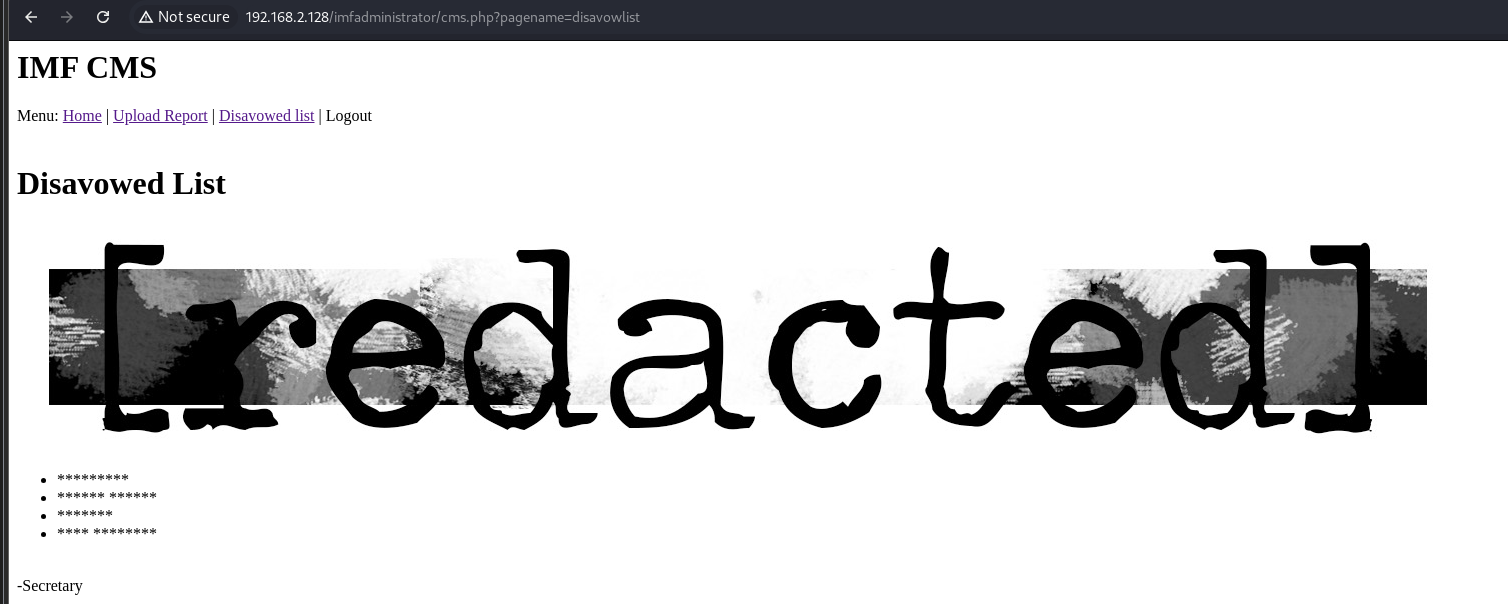 Not secure 192.168.2.128/imfadministrator/cms.php?pagename=disavowlist
IMF CMS
Menu: Home | Upload Report | Disavowed list | Logout
Disavowed List
[redacted]
*********
****** ******
*******
**** ********
-Secretary